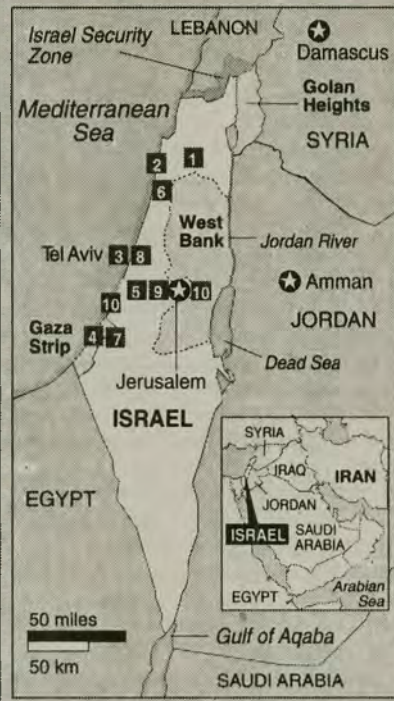 LEBANON
Israel Security
Zone
Damascus
Mediterranean
Sea
Golan
Heights
SYRIA
2
1
6
West
Bank
Jordan River
Tel Aviv 3 8
Amman
10
5 9 10
JORDAN
Gaza
Strip
4 7
Dead Sea
Jerusalem
ISRAEL
EGYPT
SYRIA
IRAQ
IRAN
JORDAN
ISRAEL
SAUDI
ARABIA
EGYPT
Arabian
Sea
50 miles
50 km
Gulf of Aqaba
SAUDI ARABIA